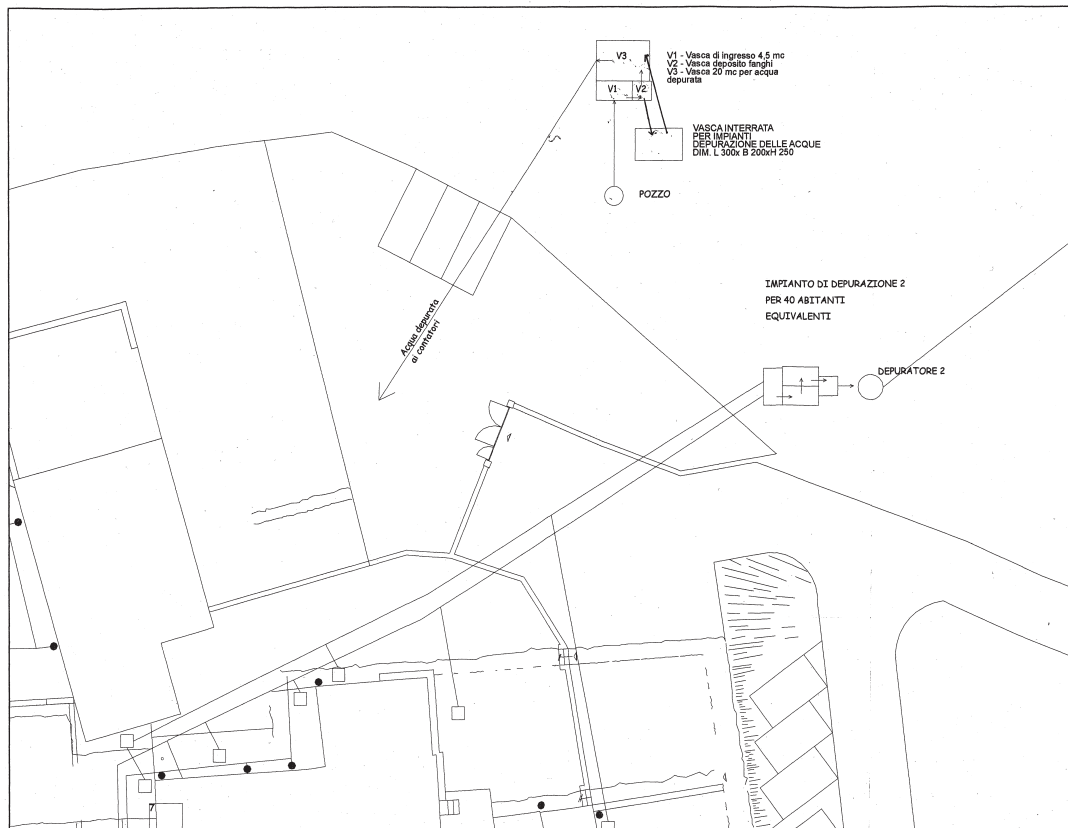 V3
V1
V2
V1 - Vasca di ingresso 4,5 mc
V2 - Vasca deposito fanghi
V3 - Vasca 20 mc per acqua
depurata
VASCA INTERRATA
PER IMPIANTI
DEPURAZIONE DELLE ACQUE
DIM. L 300x B 200xH 250
POZZO
Acqua depurata
ai contatori
IMPIANTO DI DEPURAZIONE 2
PER 40 ABITANTI
EQUIVALENTI
DEPURATORE 2
7